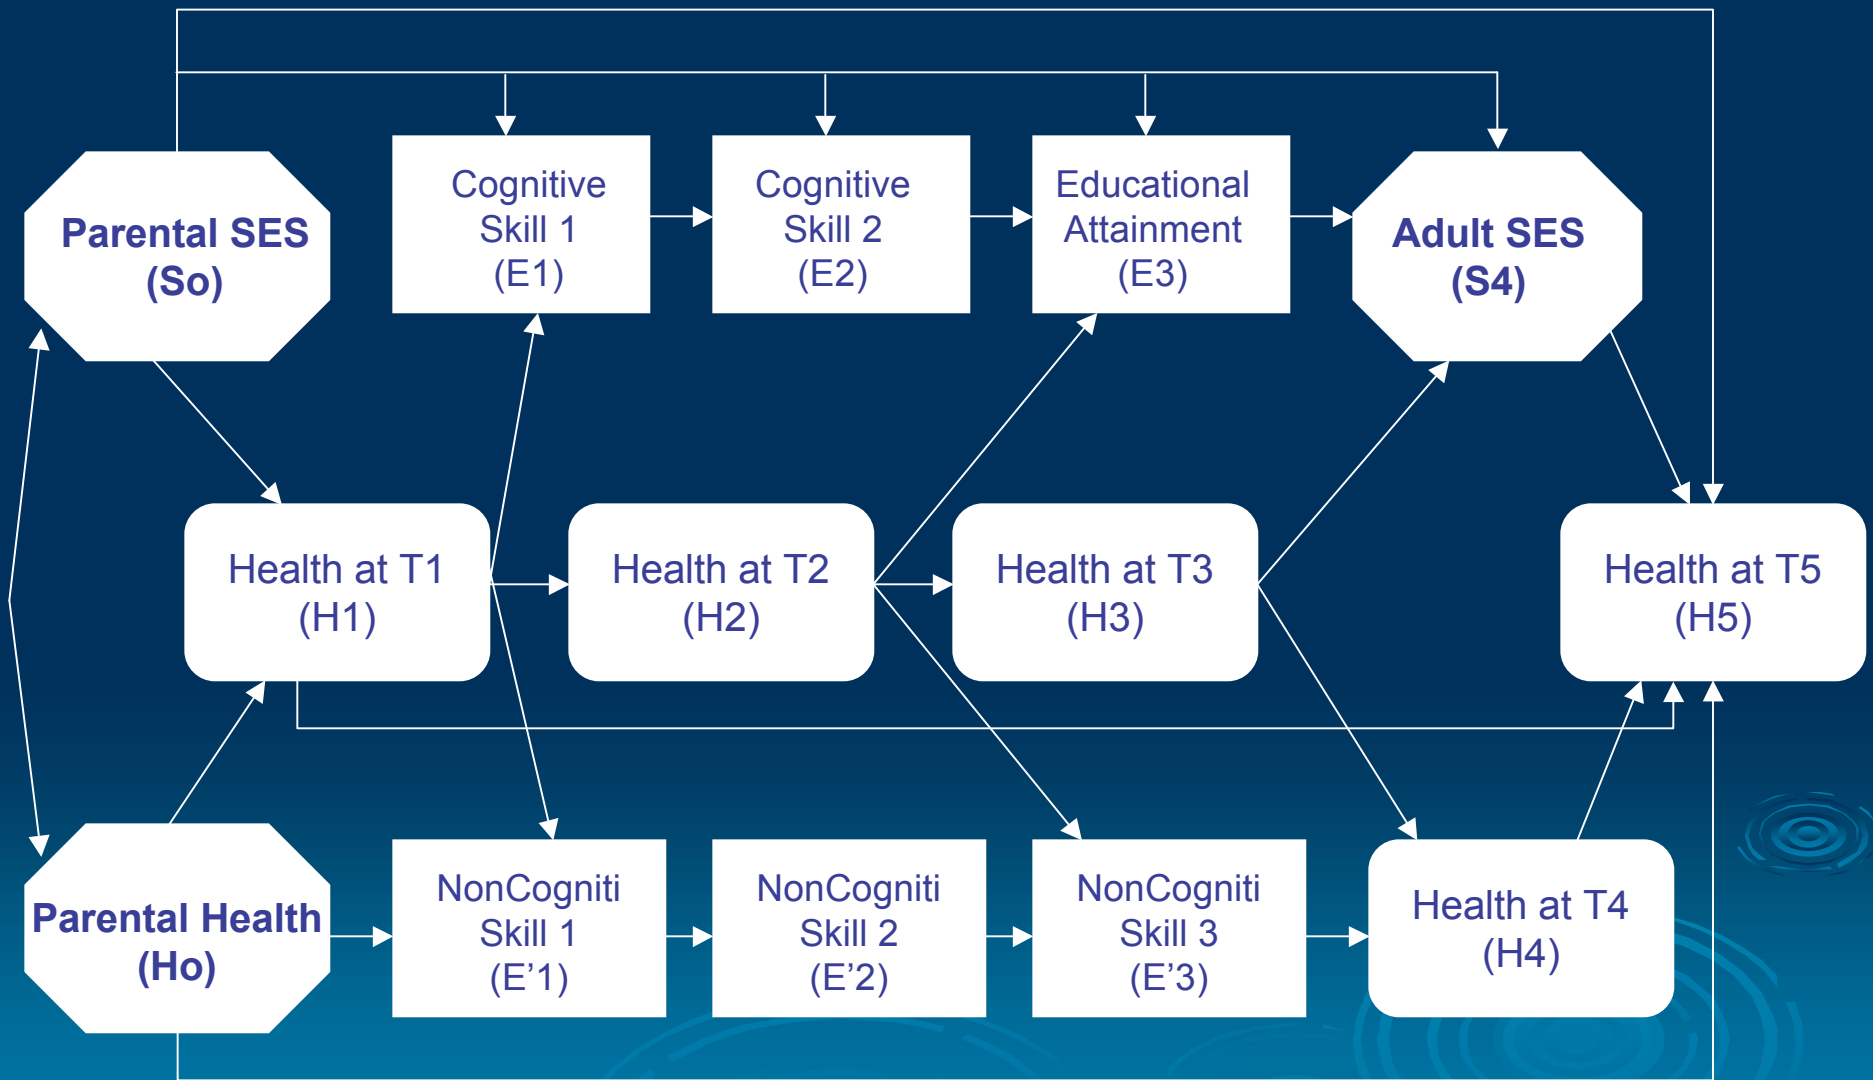 Cognitive
Skill 1
(E1)
Cognitive
Skill 2
(E2)
Educational
Attainment
(E3)
Parental SES
(So)
Adult SES
(S4)
Health at T1
(H1)
Health at T2
(H2)
Health at T3
(H3)
Health at T5
(H5)
Parental Health
(Ho)
NonCogniti
Skill 1
(E’1)
NonCogniti
Skill 2
(E’2)
NonCogniti
Skill 3
(E’3)
Health at T4
(H4)